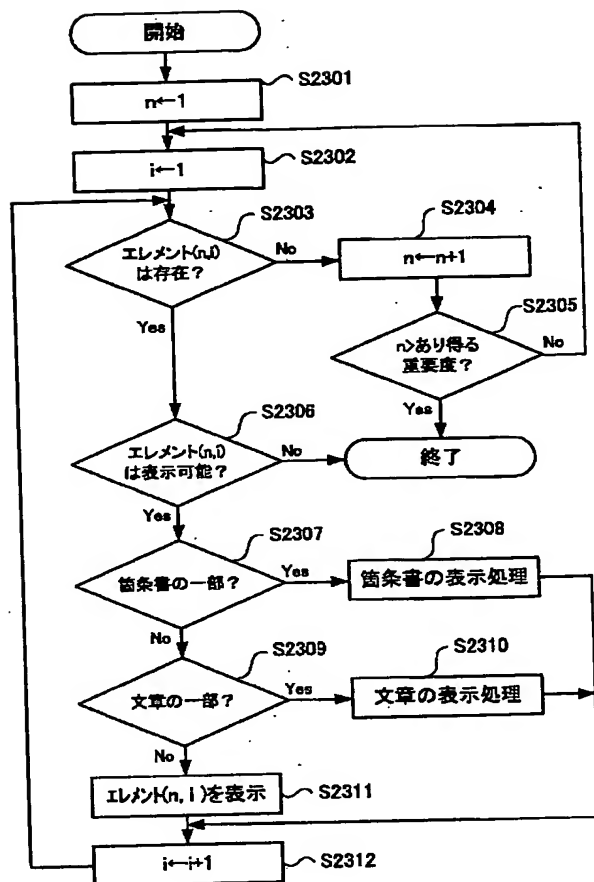 開始
S2301
n←1
S2302
i←1
S2303
エレメント(n,i)
は存在?
No
Yes
S2304
n←n+1
S2305
n>あり得る
重要度?
No
Yes
終了
S2306
エレメント(n,i)
は表示可能?
No
Yes
S2307
箇条書の一部?
Yes
No
S2308
箇条書の表示処理
S2309
文章の一部?
Yes
No
S2310
文章の表示処理
エレメント(n, i)を表示
S2311
i←i+1
S2312